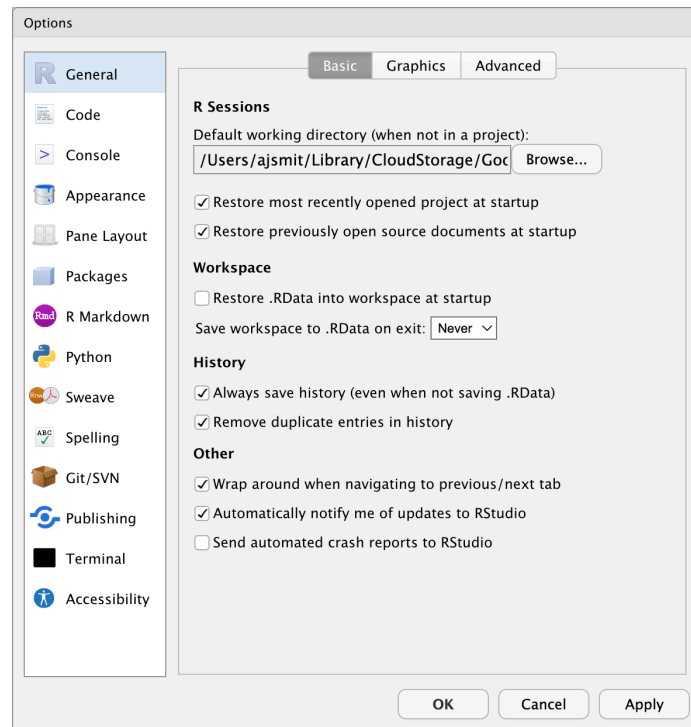 Options
General
Code
Console
Appearance
Pane Layout
Packages
Rmd R Markdown
Python
Rnw Sweave
ABC Spelling
Git/SVN
Publishing
Terminal
Accessibility
Basic Graphics Advanced
R Sessions
Default working directory (when not in a project):
/Users/ajsmit/Library/CloudStorage/Goo Browse...
Restore most recently opened project at startup
Restore previously open source documents at startup
Workspace
Restore .RData into workspace at startup
Save workspace to .RData on exit: Never
History
Always save history (even when not saving .RData)
Remove duplicate entries in history
Other
Wrap around when navigating to previous/next tab
Automatically notify me of updates to RStudio
Send automated crash reports to RStudio
OK Cancel Apply